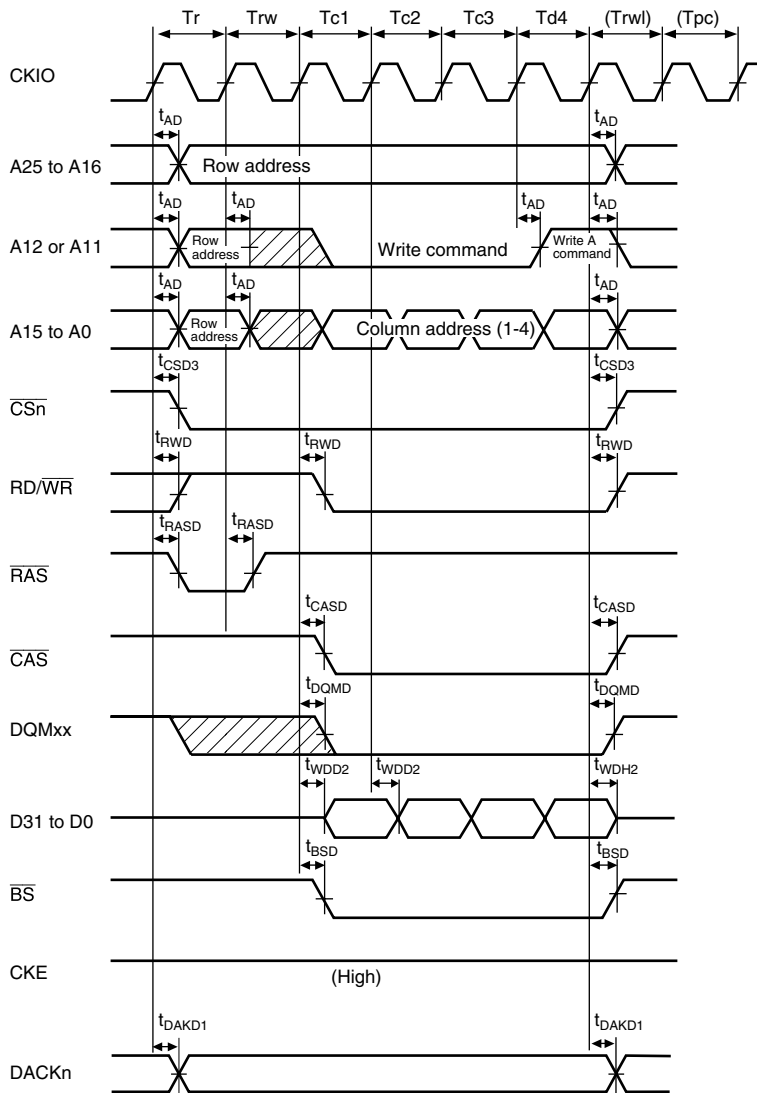 Tr Trw Tc1 Tc2 Tc3 Td4 (Trwl) (Tpc)
CKIO
tAD tAD
A25 to A16 Row address
tAD tAD tAD tAD
A12 or A11 Row address Write command Write A command
tAD tAD tAD
A15 to A0 Row address Column address (1-4)
tCSD3 tCSD3
CSn
tRWD tRWD tRWD
RD/WR
tRASD tRASD
RAS
tCASD tCASD
CAS
tDQMD tDQMD
DQMxx
tWDD2 tWDD2 tWDH2
D31 to D0
tBSD tBSD
BS
CKE (High)
tDAKD1 tDAKD1
DACKn